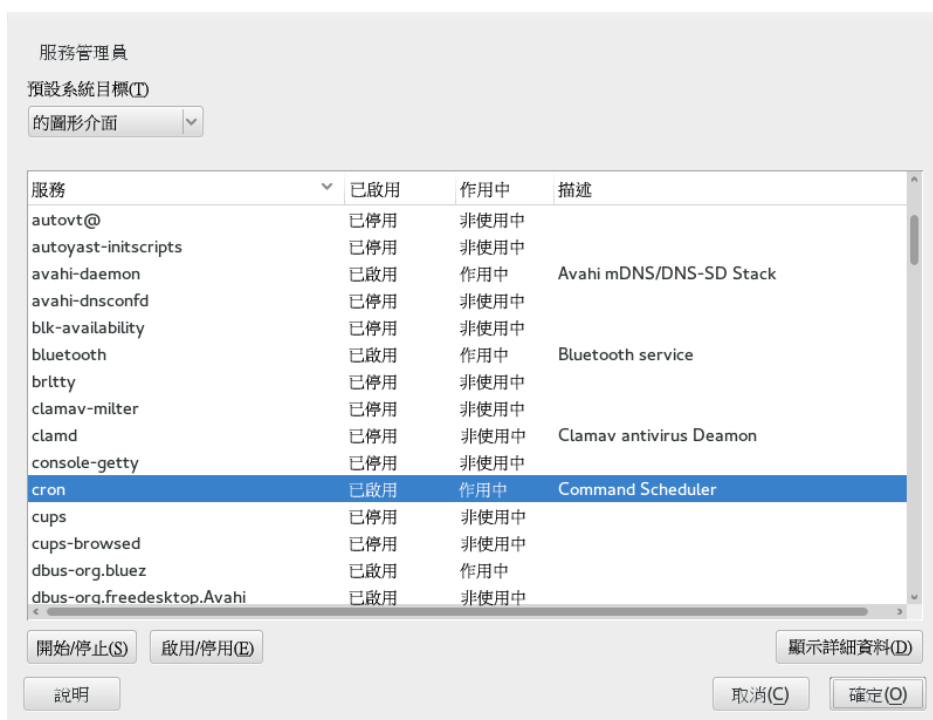 服務管理員
預設系統目標(T)
的圖形介面
服務 已啟用 作用中 描述
autovt@ 已停用 非使用中
autoyast-initscripts 已停用 非使用中
avahi-daemon 已啟用 作用中 Avahi mDNS/DNS-SD Stack
avahi-dnsconfd 已停用 非使用中
blk-availability 已停用 非使用中
bluetooth 已啟用 作用中 Bluetooth service
brltty 已停用 非使用中
clamav-milter 已停用 非使用中
clamd 已停用 非使用中 Clamav antivirus Deamon
console-getty 已停用 非使用中
cron 已啟用 作用中 Command Scheduler
cups 已停用 非使用中
cups-browsed 已停用 非使用中
dbus-org.bluez 已啟用 作用中
dbus-org.freedesktop.Avahi 已啟用 非使用中
開始/停止(S) 啟用/停用(E) 顯示詳細資料(D)
說明 取消(C) 確定(O)